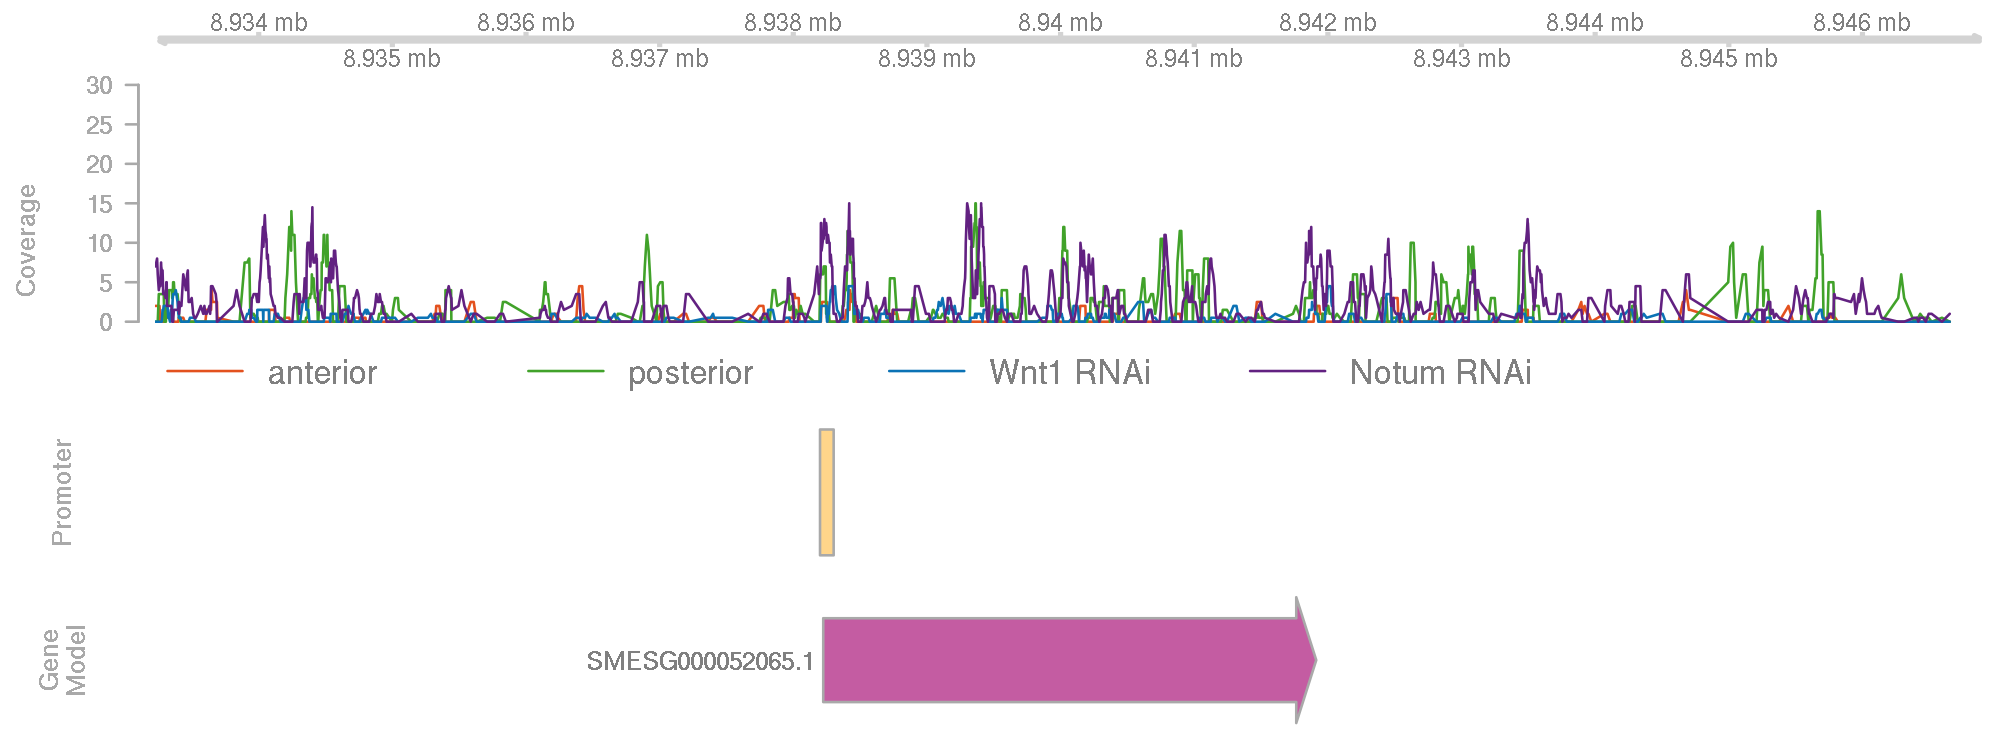 8.934 mb 8.936 mb 8.938 mb 8.94 mb 8.942 mb 8.944 mb 8.946 mb
8.935 mb 8.937 mb 8.939 mb 8.941 mb 8.943 mb 8.945 mb
30
25
20
15
10
5
0
Coverage
anterior posterior Wnt1 RNAi Notum RNAi
Promoter
Gene
Model
SMESG000052065.1